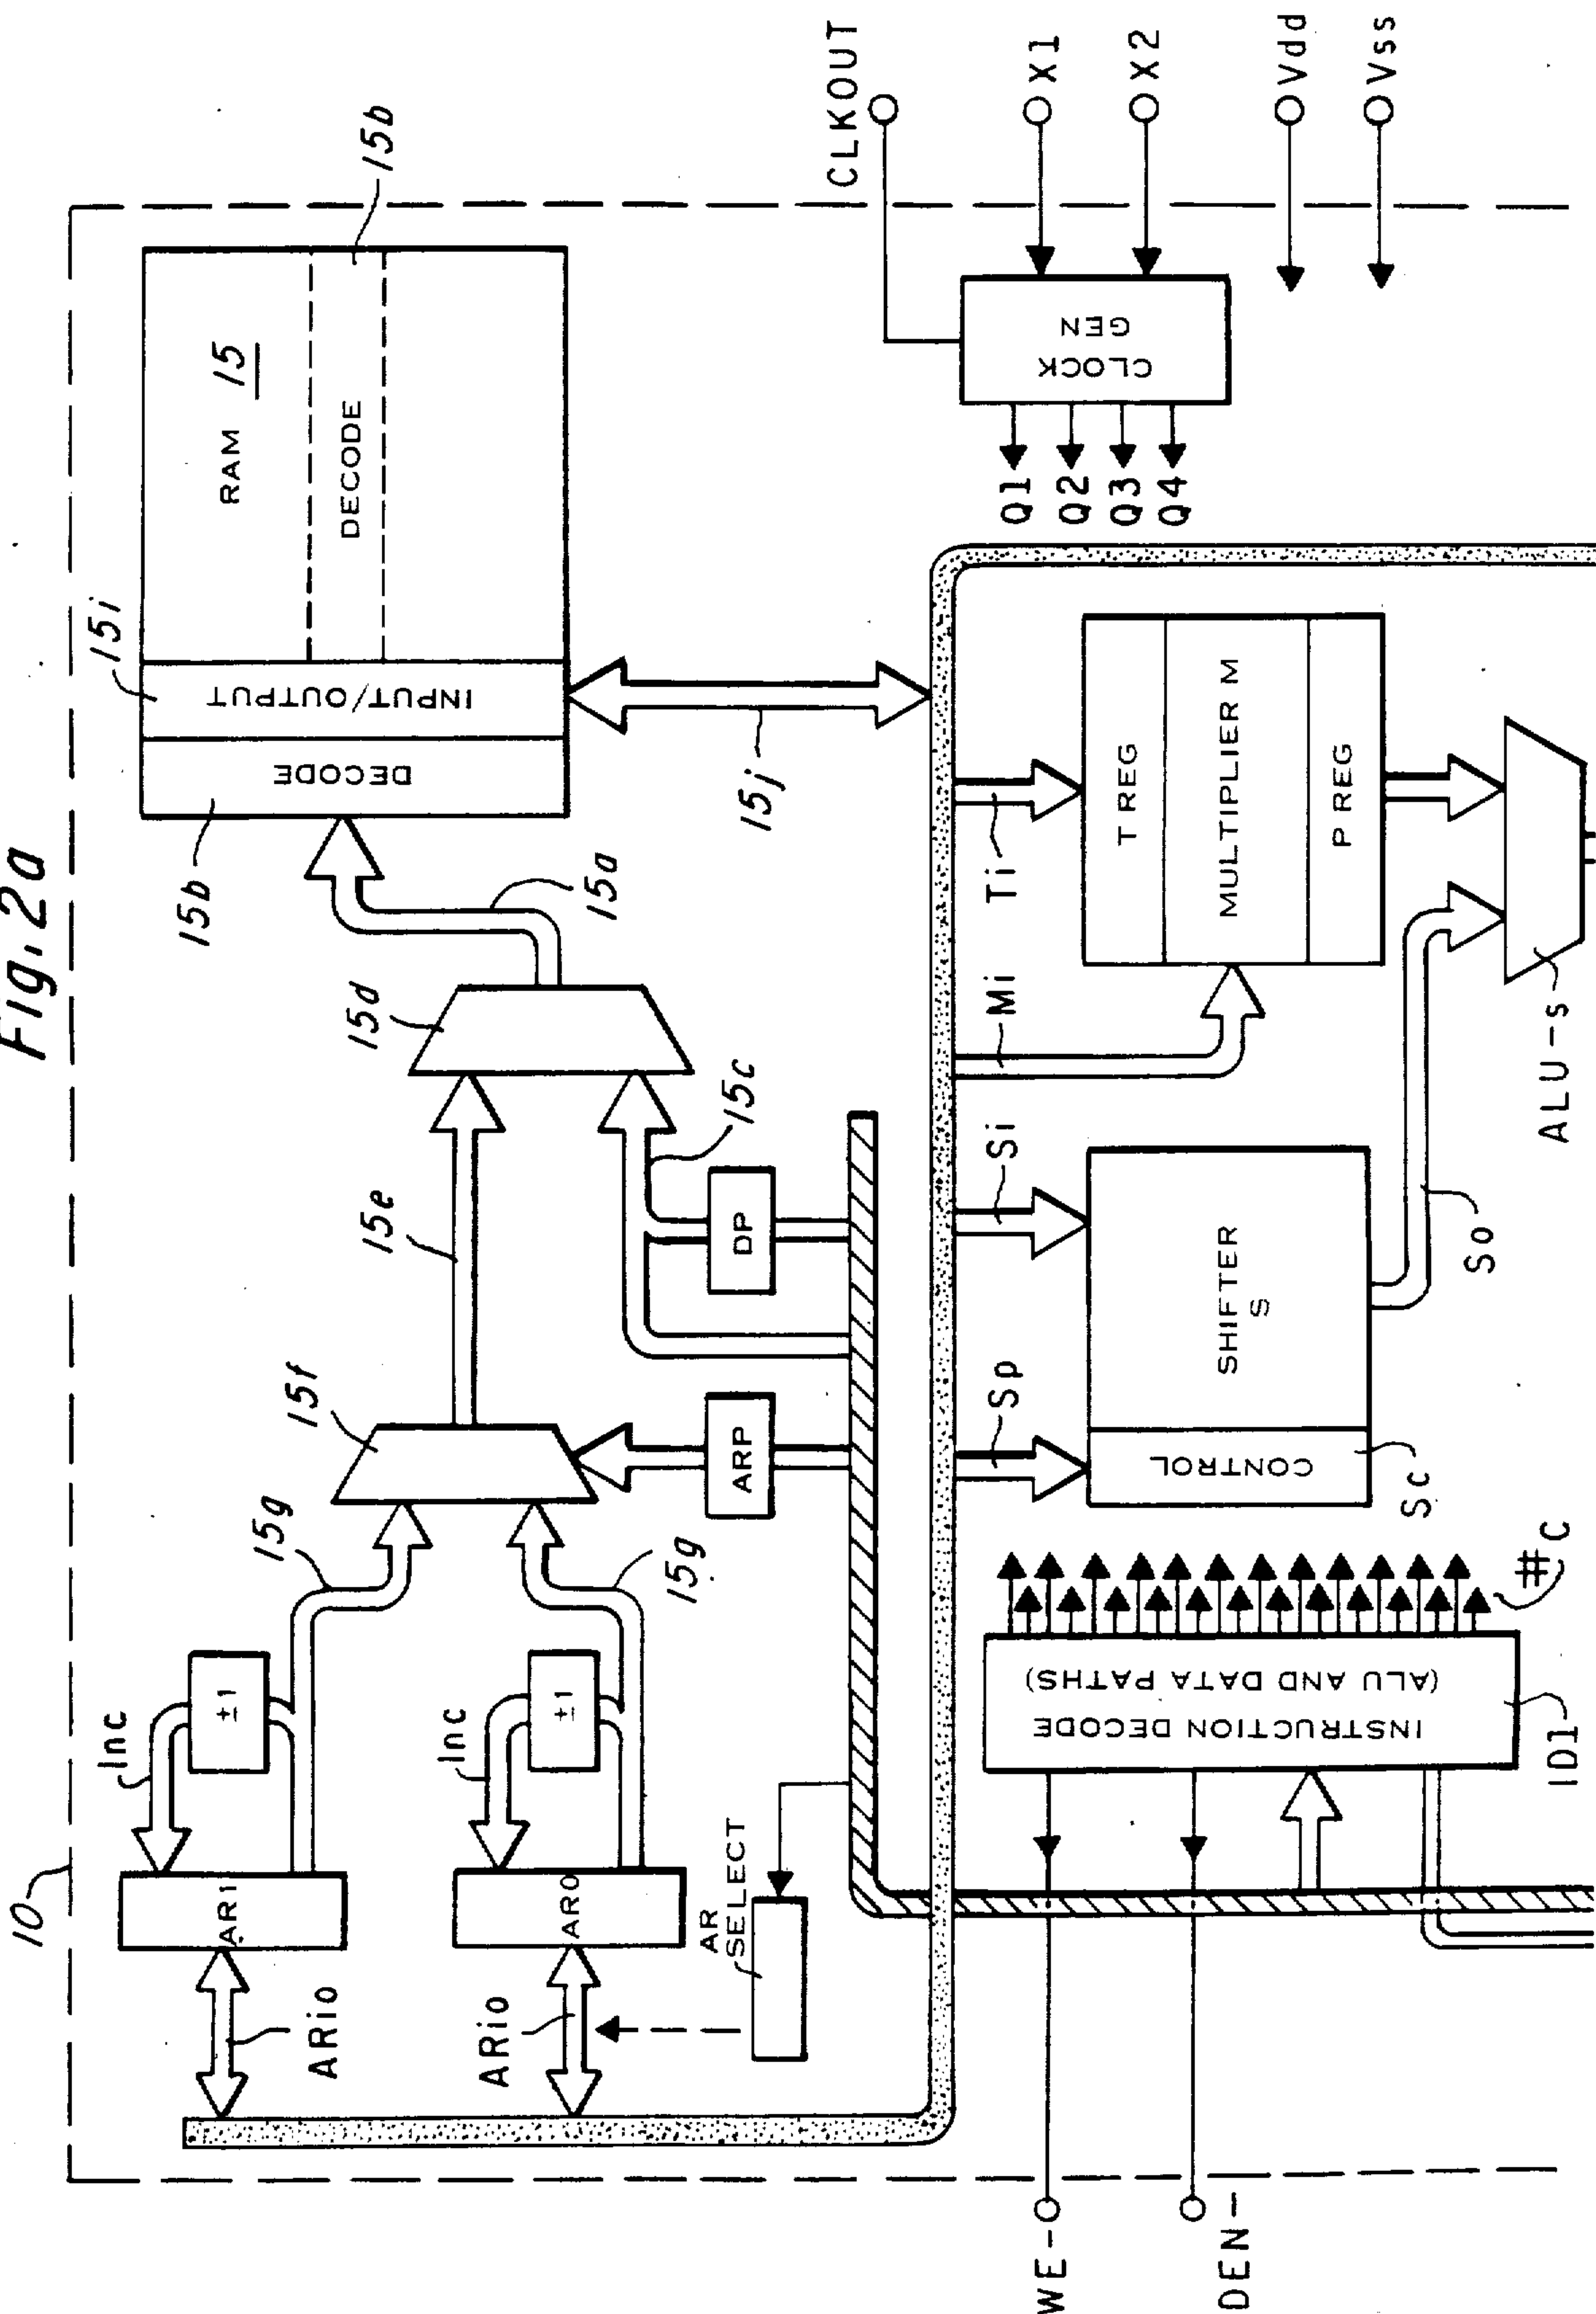 Fig. 2a
10
15b
15i
RAM 15
DECODE
15b
INPUT/OUTPUT
DECODE
15a
15j
15d
15e
15c
15f
15g
15g
Inc
±1
AR1
ARio
Inc
±1
AR0
ARio
AR
SELECT
ARP
DP
CLKOUT
X1
X2
Vdd
Vss
CLOCK
GEN
Q1
Q2
Q3
Q4
Ti
Mi
Si
Sp
T REG
MULTIPLIER M
P REG
SHIFTER
S
CONTROL
Sc
So
ALU-s
INSTRUCTION DECODE
(ALU AND DATA PATHS)
#C
ID1
WE-
DEN-